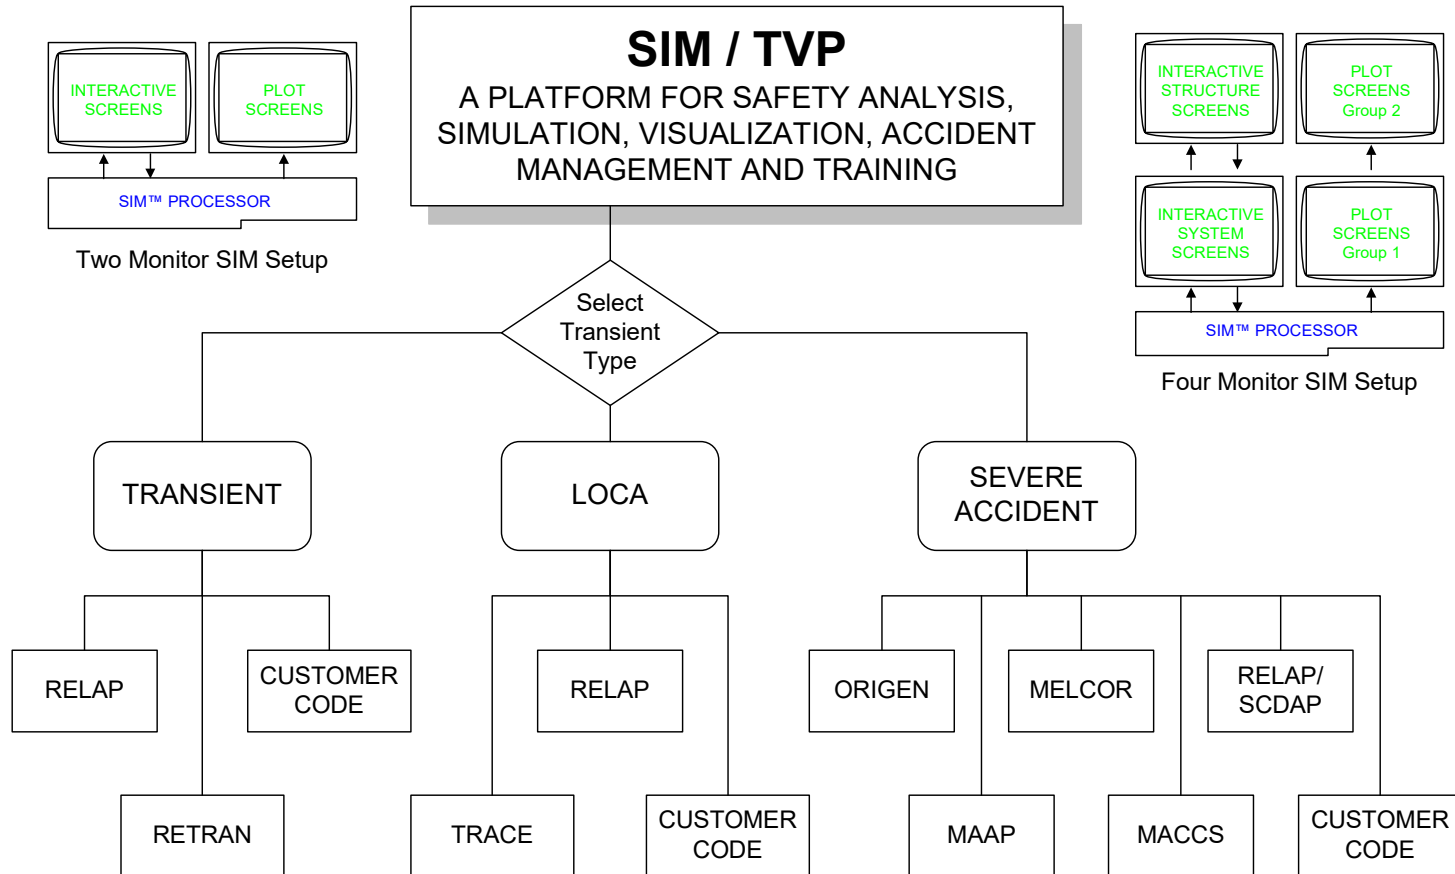 SIM / TVP
A PLATFORM FOR SAFETY ANALYSIS,
SIMULATION, VISUALIZATION, ACCIDENT
MANAGEMENT AND TRAINING
INTERACTIVE
SCREENS
PLOT
SCREENS
SIM™ PROCESSOR
Two Monitor SIM Setup
INTERACTIVE
STRUCTURE
SCREENS
PLOT
SCREENS
Group 2
INTERACTIVE
SYSTEM
SCREENS
PLOT
SCREENS
Group 1
SIM™ PROCESSOR
Four Monitor SIM Setup
Select
Transient
Type
TRANSIENT
LOCA
SEVERE
ACCIDENT
RELAP
CUSTOMER
CODE
RELAP
ORIGEN
MELCOR
RELAP/
SCDAP
RETRAN
TRACE
CUSTOMER
CODE
MAAP
MACCS
CUSTOMER
CODE